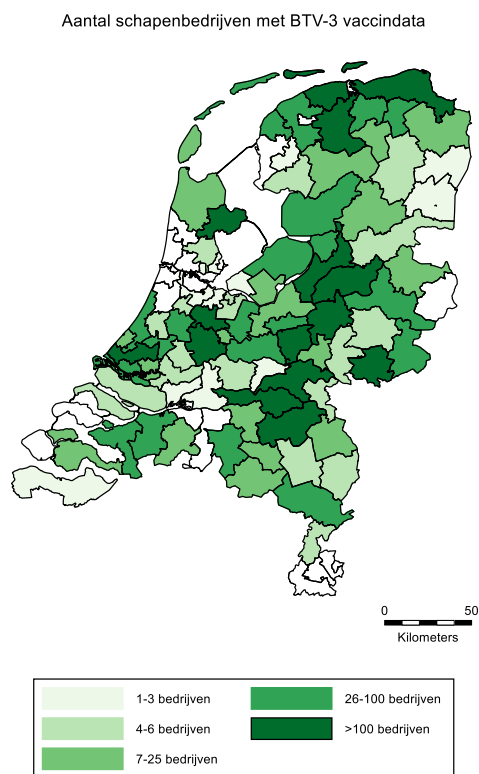 Aantal schapenbedrijven met BTV-3 vaccindata
0 50
Kilometers
1-3 bedrijven
4-6 bedrijven
7-25 bedrijven
26-100 bedrijven
>100 bedrijven